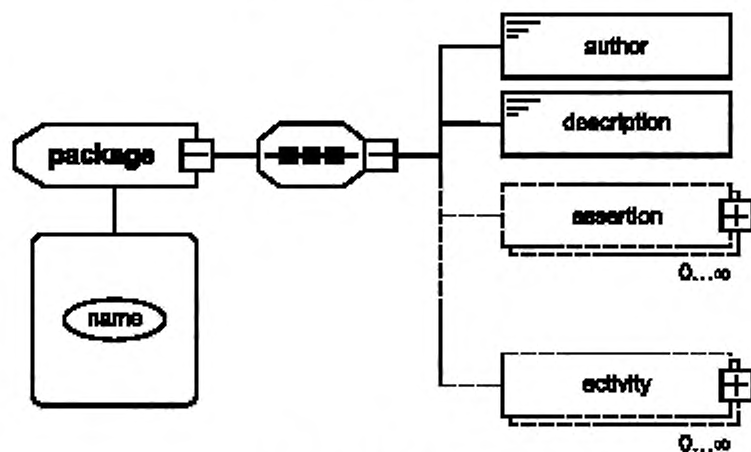 author
package
description
assertion
0...∞
name
activity
0...∞